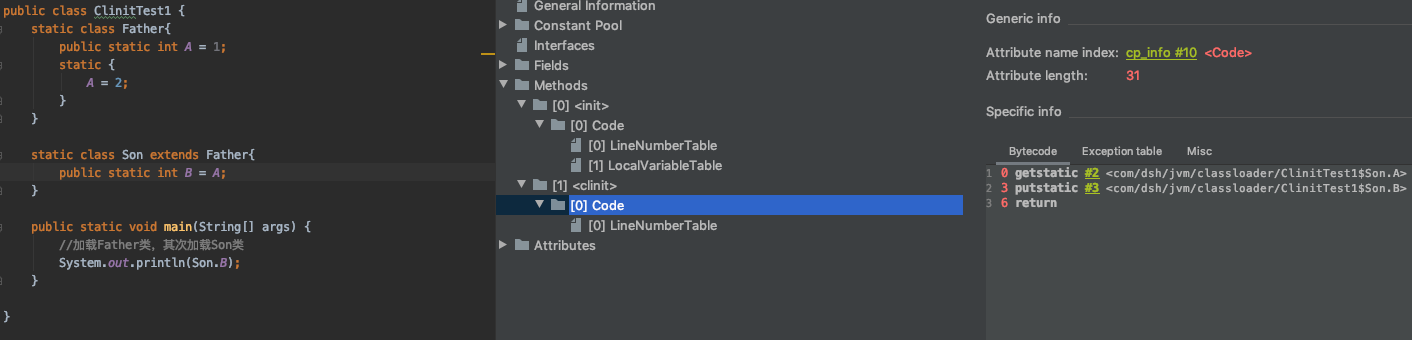 public class ClinitTest1 {
static class Father{
public static int A = 1;
static {
A = 2;
}
}
static class Son extends Father{
public static int B = A;
}
public static void main(String[] args) {
//加载Father类，其次加载Son类
System.out.println(Son.B);
}
}
General Information
Constant Pool
Interfaces
Fields
Methods
[0] <init>
[0] Code
[0] LineNumberTable
[1] LocalVariableTable
[1] <clinit>
[0] Code
[0] LineNumberTable
Attributes
Generic info
Attribute name index: cp_info #10 <Code>
Attribute length: 31
Specific info
Bytecode Exception table Misc
1 0 getstatic #2 <com/dsh/jvm/classloader/ClinitTest1$Son.A>
2 3 putstatic #3 <com/dsh/jvm/classloader/ClinitTest1$Son.B>
3 6 return